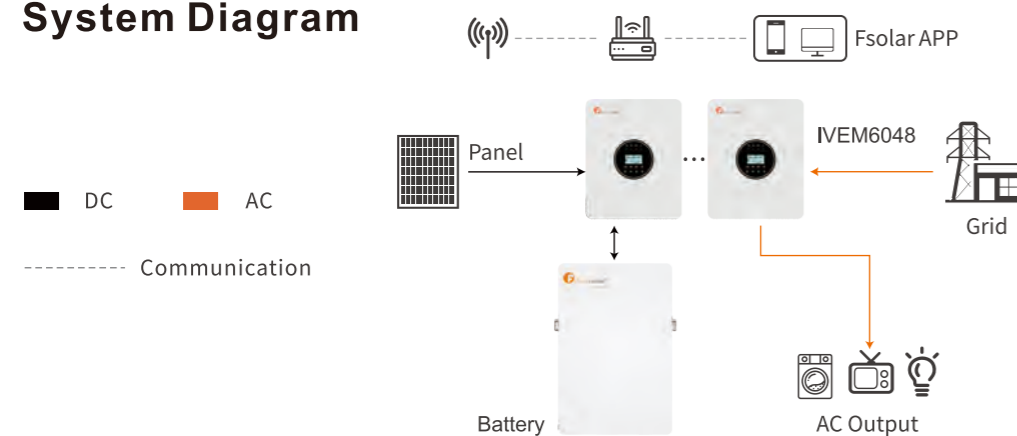 System Diagram
Fsolar APP
Panel
IVEM6048
DC
AC
Grid
Communication
Battery
AC Output